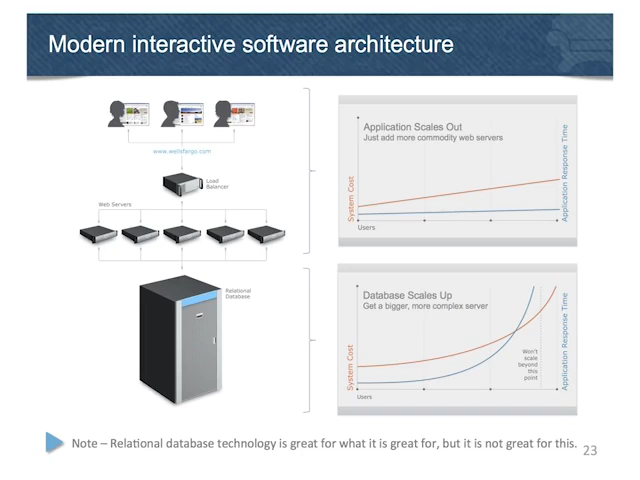 Modern interactive software architecture
www.wellsfargo.com
Load
Balancer
Web Servers
Relational
Database
Application Scales Out
Just add more commodity web servers
System Cost
Application Response Time
Users
Database Scales Up
Get a bigger, more complex server
System Cost
Won't
scale
beyond
this
point
Application Response Time
Users
Note – Relational database technology is great for what it is great for, but it is not great for this.
23